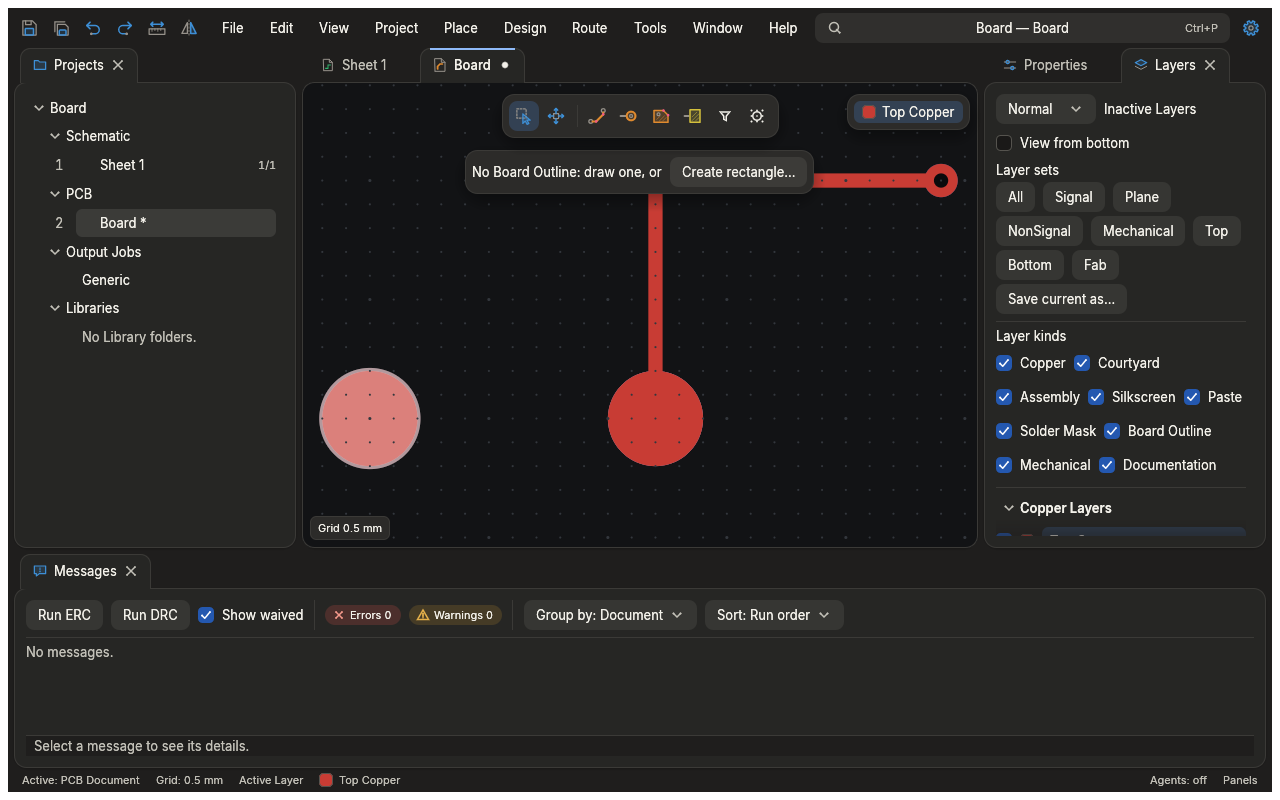 File Edit View Project Place Design Route Tools Window Help
Board — Board Ctrl+P
Projects
Sheet 1
Board
Properties
Layers
Board
Schematic
1 Sheet 1 1/1
PCB
2 Board *
Output Jobs
Generic
Libraries
No Library folders.
Top Copper
No Board Outline: draw one, or Create rectangle...
Grid 0.5 mm
Normal Inactive Layers
View from bottom
Layer sets
All Signal Plane
NonSignal Mechanical Top
Bottom Fab
Save current as...
Layer kinds
Copper Courtyard
Assembly Silkscreen Paste
Solder Mask Board Outline
Mechanical Documentation
Copper Layers
Messages
Run ERC Run DRC Show waived Errors 0 Warnings 0 Group by: Document Sort: Run order
No messages.
Select a message to see its details.
Active: PCB Document Grid: 0.5 mm Active Layer Top Copper Agents: off Panels